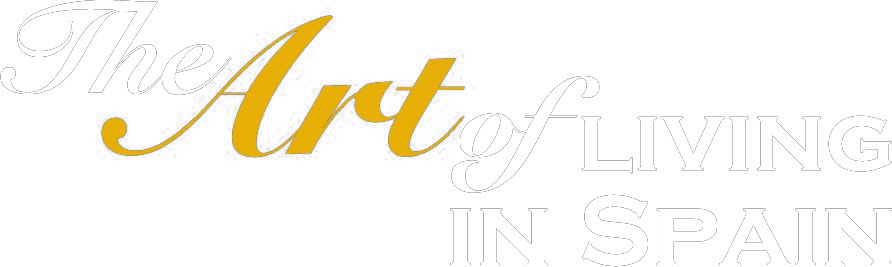 The Art of LIVING
IN SPAIN